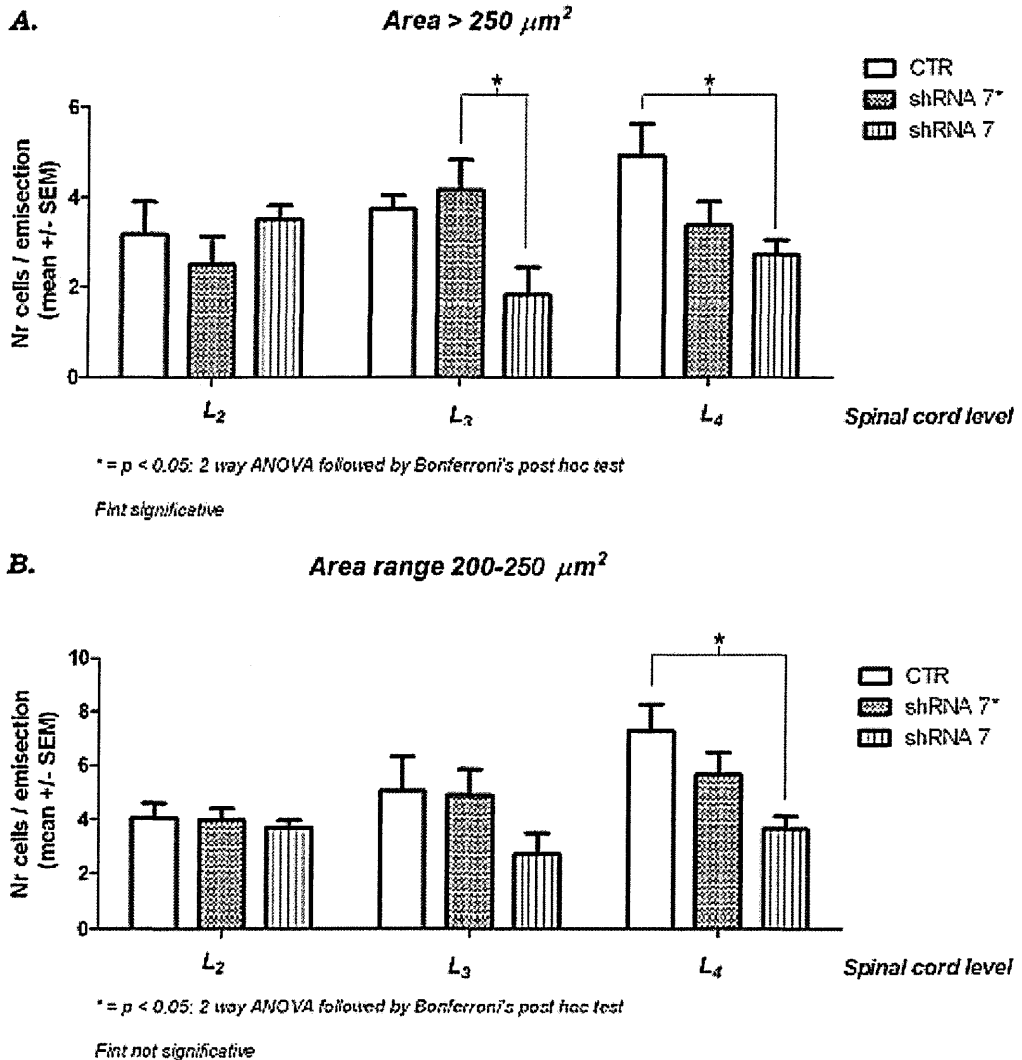 A.
Area > 250 µm²
CTR
shRNA 7*
shRNA 7
*
*
Nr cells / emisection
(mean +/- SEM)
6
4
2
0
L₂
L₃
L₄
Spinal cord level
* = p < 0.05: 2 way ANOVA followed by Bonferroni's post hoc test
Fint significative
B.
Area range 200-250 µm²
CTR
shRNA 7*
shRNA 7
*
Nr cells / emisection
(mean +/- SEM)
10
8
6
4
2
0
L₂
L₃
L₄
Spinal cord level
* = p < 0.05: 2 way ANOVA followed by Bonferroni's post hoc test
Fint not significative